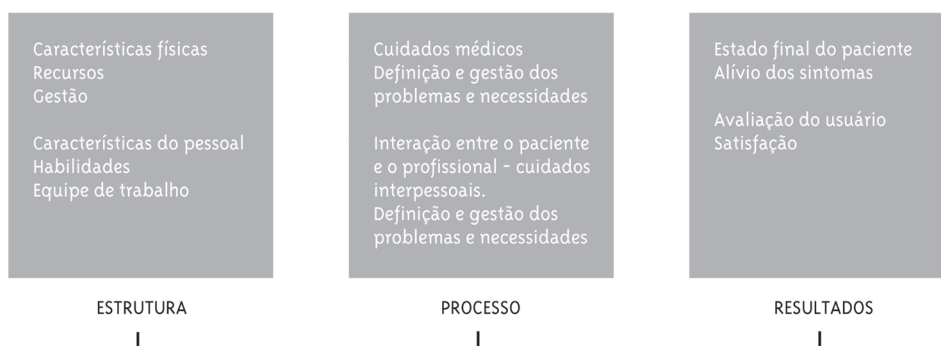 Características físicas
Recursos
Gestão
Características do pessoal
Habilidades
Equipe de trabalho
ESTRUTURA
Cuidados médicos
Definição e gestão dos
problemas e necessidades
Interação entre o paciente
e o profissional - cuidados
interpessoais.
Definição e gestão dos
problemas e necessidades
PROCESSO
Estado final do paciente
Alívio dos sintomas
Avaliação do usuário
Satisfação
RESULTADOS